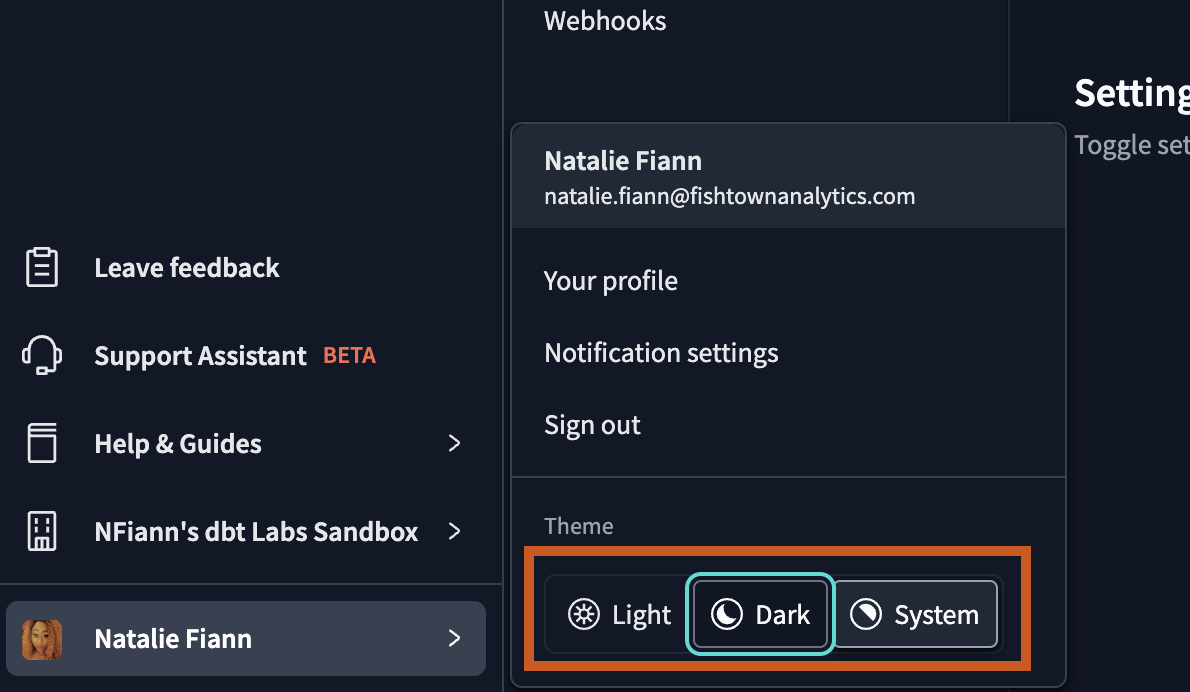 Webhooks
Setting
Toggle set
Natalie Fiann
natalie.fiann@fishtownanalytics.com
Your profile
Notification settings
Sign out
Theme
Light
Dark
System
Leave feedback
Support Assistant BETA
Help & Guides
NFiann's dbt Labs Sandbox
Natalie Fiann